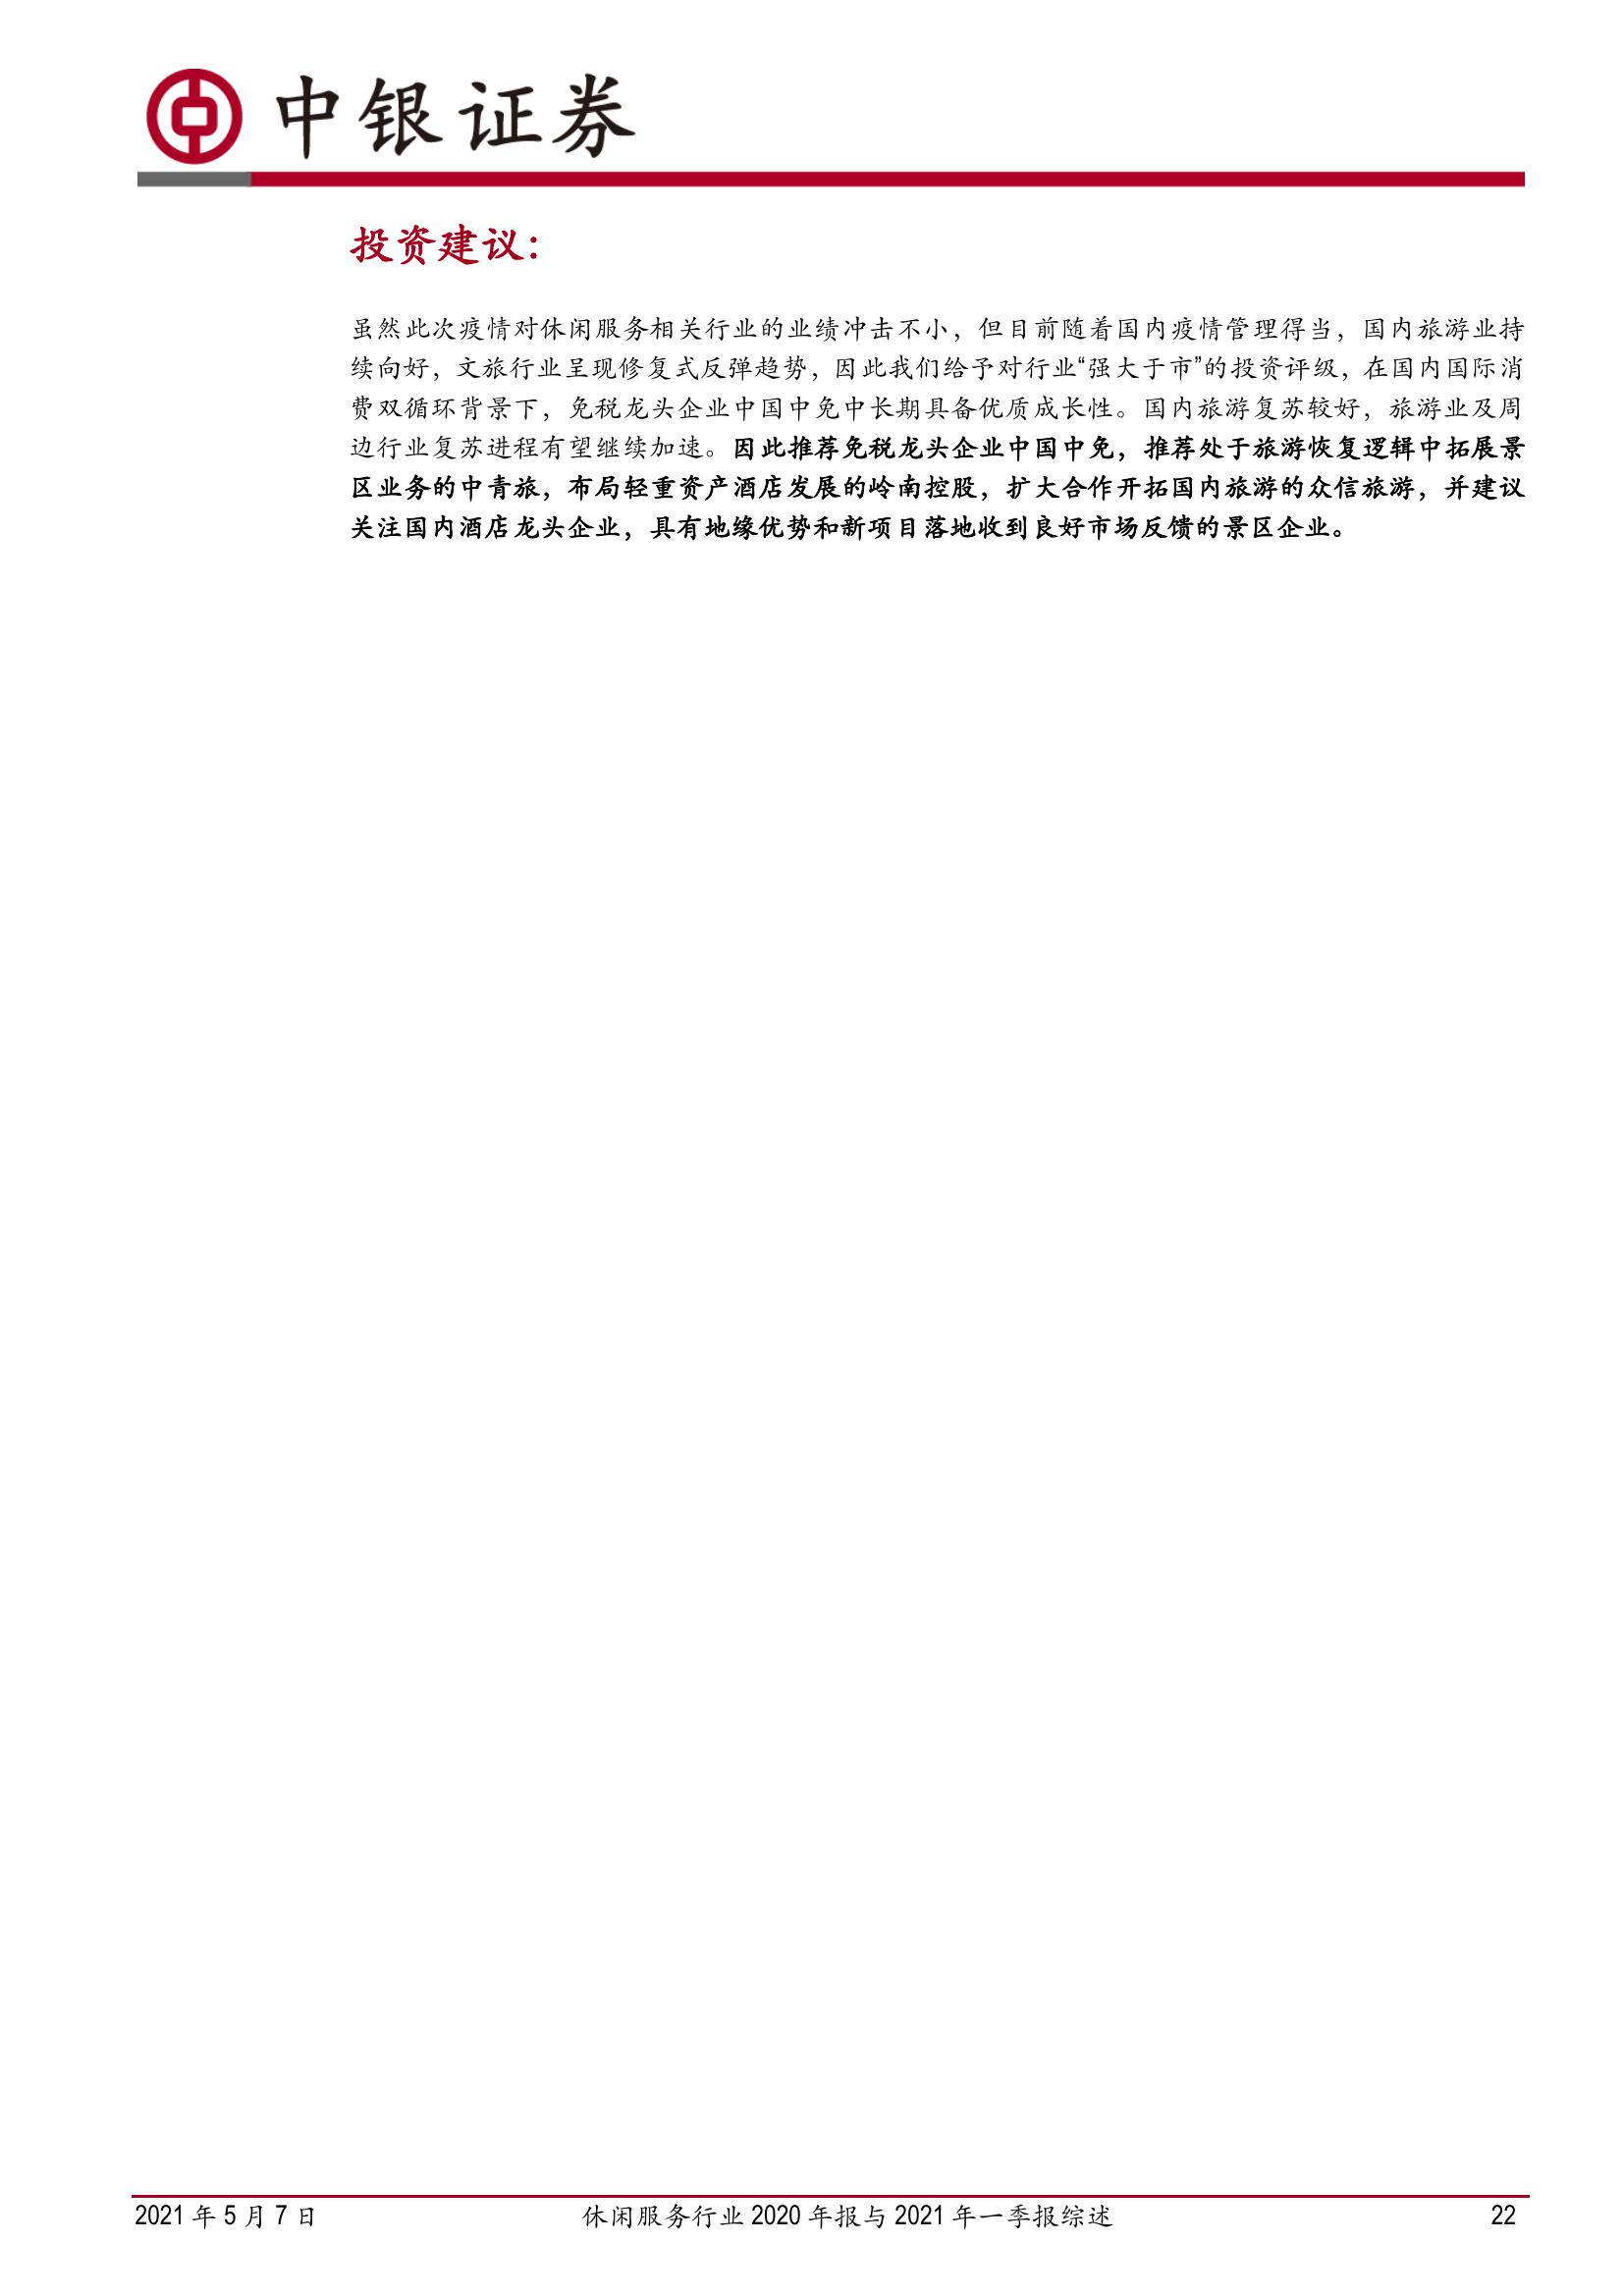 中银证券
投资建议：
虽然此次疫情对休闲服务相关行业的业绩冲击不小，但目前随着国内疫情管理得当，国内旅游业持
续向好，文旅行业呈现修复式反弹趋势，因此我们给予对行业“强大于市”的投资评级，在国内国际消
费双循环背景下，免税龙头企业中国中免中长期具备优质成长性。国内旅游复苏较好，旅游业及周
边行业复苏进程有望继续加速。因此推荐免税龙头企业中国中免，推荐处于旅游恢复逻辑中拓展景
区业务的中青旅，布局轻重资产酒店发展的岭南控股，扩大合作开拓国内旅游的众信旅游，并建议
关注国内酒店龙头企业，具有地缘优势和新项目落地收到良好市场反馈的景区企业。
2021 年 5 月 7 日 休闲服务行业 2020 年报与 2021 年一季报综述 22